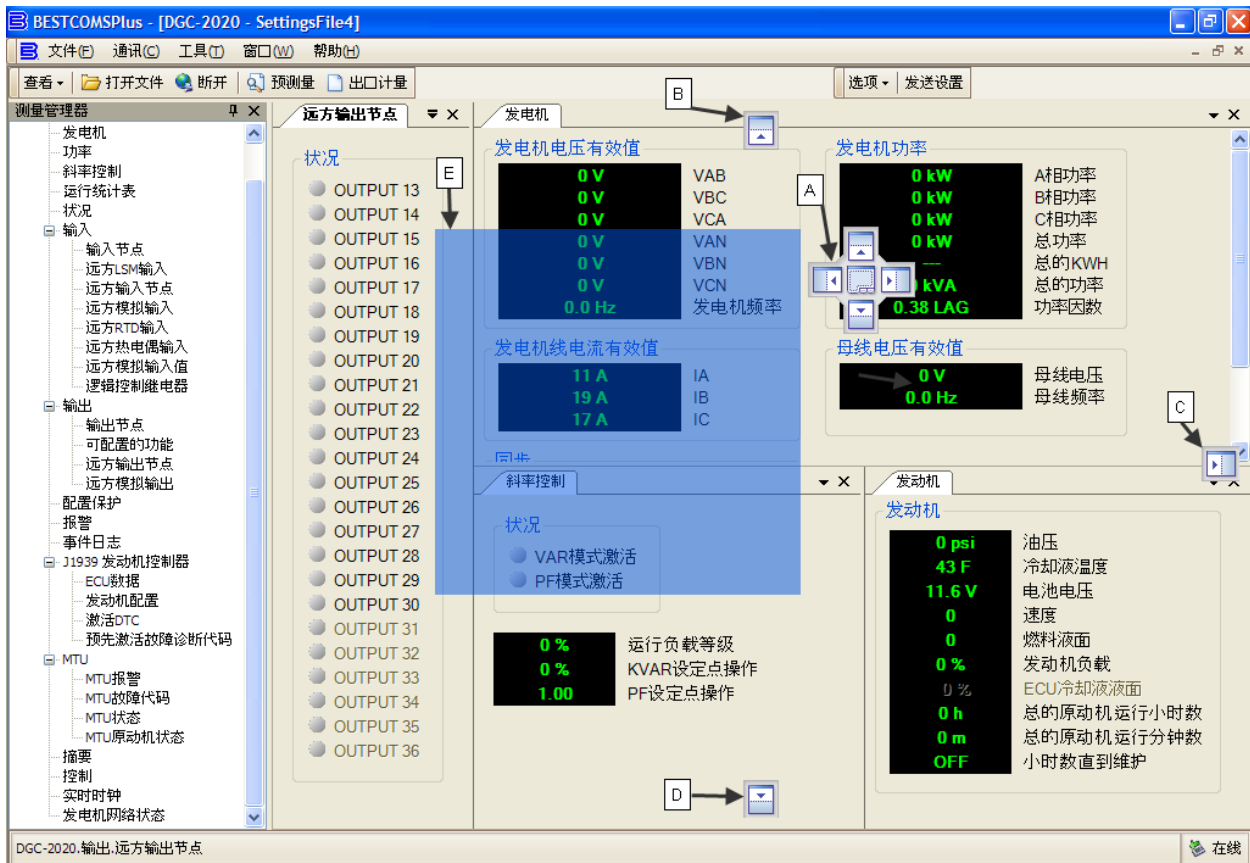 BESTCOMSPlus - [DGC-2020 - SettingsFile4]
文件(F) 通讯(C) 工具(T) 窗口(W) 帮助(H)
查看 打开文件 断开 预测量 出口计量 选项 发送设置
测量管理器
发电机
功率
斜率控制
运行统计表
状况
输入
输入节点
远方LSM输入
远方输入节点
远方模拟输入
远方RTD输入
远方热电偶输入
远方模拟输入值
逻辑控制继电器
输出
输出节点
可配置的功能
远方输出节点
远方模拟输出
配置保护
报警
事件日志
J1939 发动机控制器
ECU数据
发动机配置
激活DTC
预先激活故障诊断代码
MTU
MTU报警
MTU故障代码
MTU状态
MTU原动机状态
摘要
控制
实时时钟
发电机网络状态
远方输出节点
状况
OUTPUT 13
OUTPUT 14
OUTPUT 15
OUTPUT 16
OUTPUT 17
OUTPUT 18
OUTPUT 19
OUTPUT 20
OUTPUT 21
OUTPUT 22
OUTPUT 23
OUTPUT 24
OUTPUT 25
OUTPUT 26
OUTPUT 27
OUTPUT 28
OUTPUT 29
OUTPUT 30
OUTPUT 31
OUTPUT 32
OUTPUT 33
OUTPUT 34
OUTPUT 35
OUTPUT 36
E
发电机
B
发电机电压有效值
0 V VAB
0 V VBC
0 V VCA
0 V VAN
0 V VBN
0 V VCN
0.0 Hz 发电机频率
发电机线电流有效值
11 A IA
19 A IB
17 A IC
同步
A
发电机功率
0 kW A相功率
0 kW B相功率
0 kW C相功率
0 kW 总功率
--- 总的KWH
kVA 总的功率
0.38 LAG 功率因数
母线电压有效值
0 V 母线电压
0.0 Hz 母线频率
C
斜率控制
状况
VAR模式激活
PF模式激活
0 % 运行负载等级
0 % KVAR设定点操作
1.00 PF设定点操作
D
发动机
发动机
0 psi 油压
43 F 冷却液温度
11.6 V 电池电压
0 速度
0 燃料液面
0 % 发动机负载
0 % ECU冷却液液面
0 h 总的原动机运行小时数
0 m 总的原动机运行分钟数
OFF 小时数直到维护
DGC-2020.输出.远方输出节点 在线